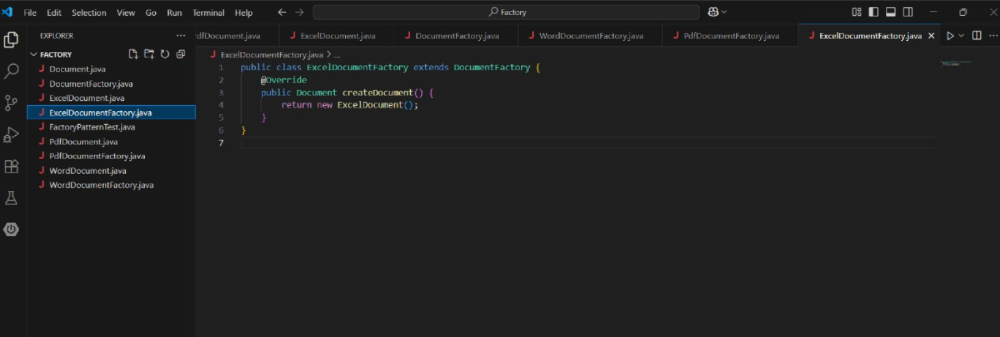 File Edit Selection View Go Run Terminal Help
Factory
EXPLORER
FACTORY
Document.java
DocumentFactory.java
ExcelDocument.java
ExcelDocumentFactory.java
FactoryPatternTest.java
PdfDocument.java
PdfDocumentFactory.java
WordDocument.java
WordDocumentFactory.java
dfDocument.java ExcelDocument.java DocumentFactory.java WordDocumentFactory.java PdfDocumentFactory.java ExcelDocumentFactory.java
ExcelDocumentFactory.java > ...
1 public class ExcelDocumentFactory extends DocumentFactory {
2 @Override
3 public Document createDocument() {
4 return new ExcelDocument();
5 }
6 }
7